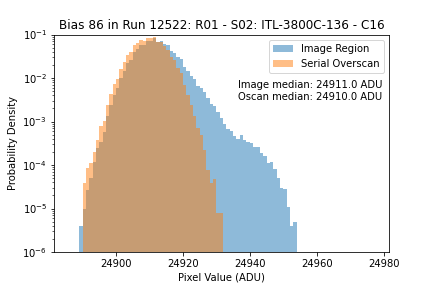 Bias 86 in Run 12522: R01 - S02: ITL-3800C-136 - C16
Image Region
Serial Overscan
Image median: 24911.0 ADU
Oscan median: 24910.0 ADU
Probability Density
10⁻¹
10⁻²
10⁻³
10⁻⁴
10⁻⁵
10⁻⁶
24900 24920 24940 24960 24980
Pixel Value (ADU)